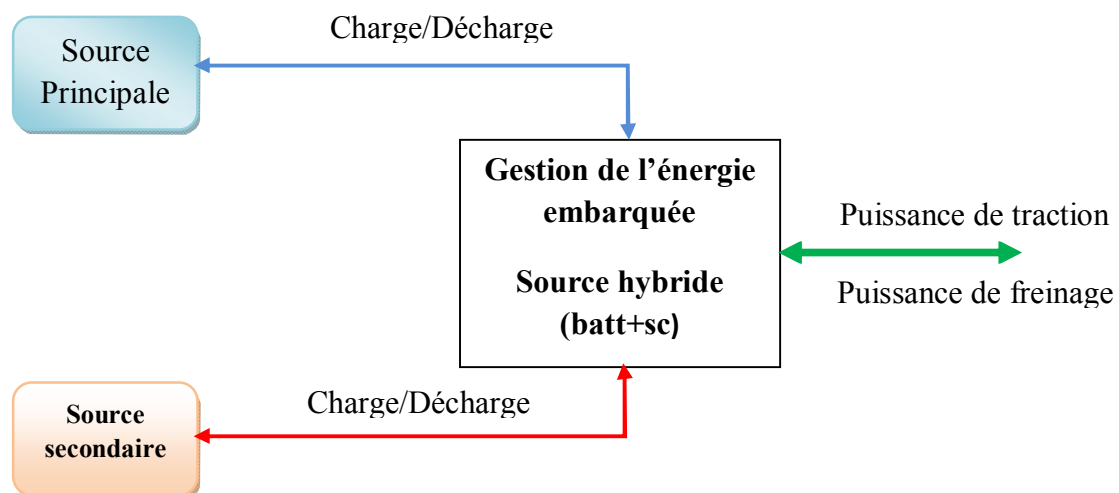 Charge/Décharge
Source
Principale
Gestion de l’énergie
embarquée
Source hybride
(batt+sc)
Puissance de traction
Puissance de freinage
Charge/Décharge
Source
secondaire